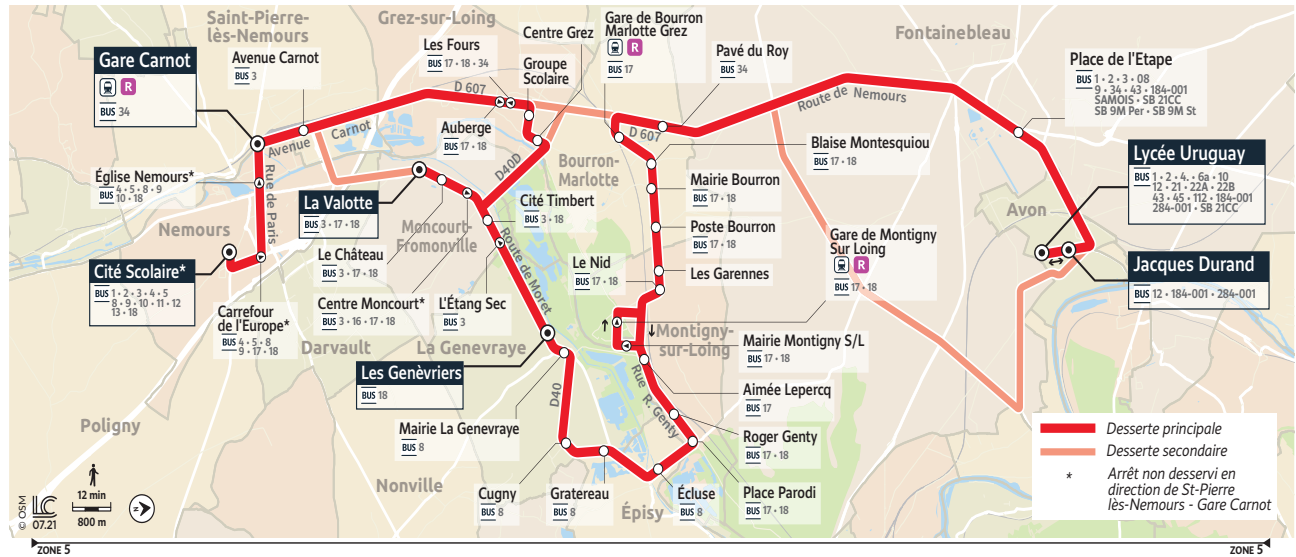 Saint-Pierre-
lès-Nemours
Grez-sur-Loing
Fontainebleau
Gare Carnot
R
BUS 34
Avenue Carnot
BUS 3
Les Fours
BUS 17 • 18 • 34
Centre Grez
Groupe
Scolaire
Gare de Bourron
Marlotte Grez
R
BUS 17
Pavé du Roy
BUS 34
Place de l'Etape
BUS 1 • 2 • 3 • 08
9 • 34 • 43 • 184-001
SAMOIS • SB 21CC
SB 9M Per • SB 9M St
D 607
Route de Nemours
Avenue Carnot
Auberge
BUS 17 • 18
D 607
Blaise Montesquiou
BUS 17 • 18
Lycée Uruguay
BUS 1 • 2 • 4 • 6a • 10
12 • 21 • 22A • 22B
43 • 45 • 112 • 184-001
284-001 • SB 21CC
Église Nemours*
BUS 4 • 5 • 8 • 9
10 • 18
Rue de Paris
D40D
Bourron-
Marlotte
Mairie Bourron
BUS 17 • 18
La Valotte
BUS 3 • 17 • 18
Cité Timbert
BUS 3 • 18
Avon
Nemours
Moncourt-
Fromonville
Poste Bourron
BUS 17 • 18
Gare de Montigny
Sur Loing
R
BUS 17 • 18
Le Château
BUS 3 • 17 • 18
Route de Moret
Le Nid
BUS 17 • 18
Les Garennes
Cité Scolaire*
BUS 1 • 2 • 3 • 4 • 5
8 • 9 • 10 • 11 • 12
13 • 18
Jacques Durand
BUS 12 • 184-001 • 284-001
Carrefour
de l'Europe*
BUS 4 • 5 • 8
9 • 17 • 18
Centre Moncourt*
BUS 3 • 16 • 17 • 18
L'Étang Sec
BUS 3
Darvault
La Genevraye
Montigny-
sur-Loing
Mairie Montigny S/L
BUS 17 • 18
Les Genèvriers
BUS 18
Aimée Lepercq
BUS 17
D40
Rue R. Genty
Poligny
Mairie La Genevraye
BUS 8
Roger Genty
BUS 17 • 18
Desserte principale
Desserte secondaire
* Arrêt non desservi en
direction de St-Pierre
lès-Nemours - Gare Carnot
Nonville
Cugny
BUS 8
Gratereau
BUS 8
Épisy
Écluse
BUS 8
Place Parodi
BUS 17 • 18
© OSM
LC
07.21
12 min
800 m
N
ZONE 5
ZONE 5